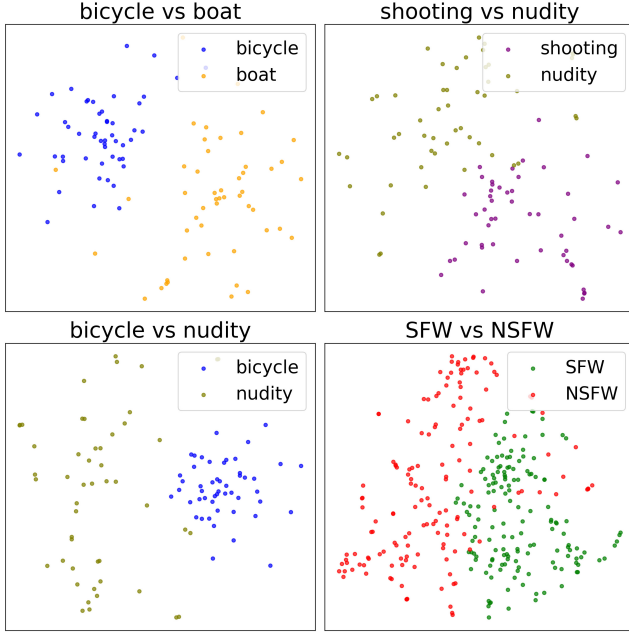 bicycle vs boat
bicycle
boat
shooting vs nudity
shooting
nudity
bicycle vs nudity
bicycle
nudity
SFW vs NSFW
SFW
NSFW